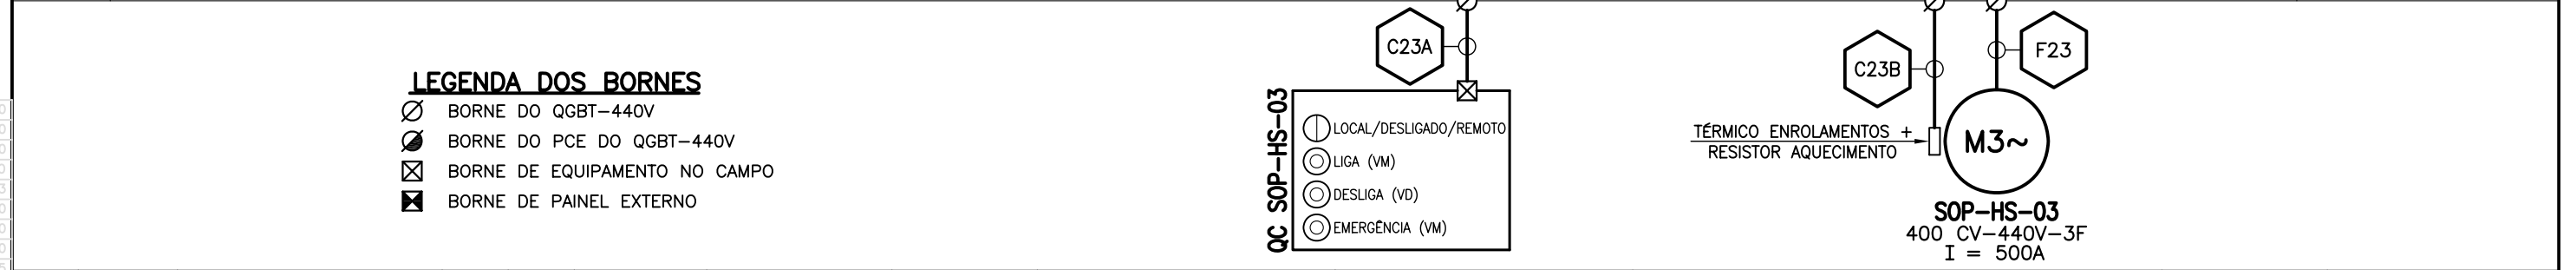 LEGENDA DOS BORNES
BORNE DO QGBT-440V
BORNE DO PCE DO QGBT-440V
BORNE DE EQUIPAMENTO NO CAMPO
BORNE DE PAINEL EXTERNO
C23A
QC SOP-HS-03
LOCAL/DESLIGADO/REMOTO
LIGA (VM)
DESLIGA (VD)
EMERGÊNCIA (VM)
C23B
F23
TÉRMICO ENROLAMENTOS +
RESISTOR AQUECIMENTO
M3~
SOP-HS-03
400 CV-440V-3F
I = 500A